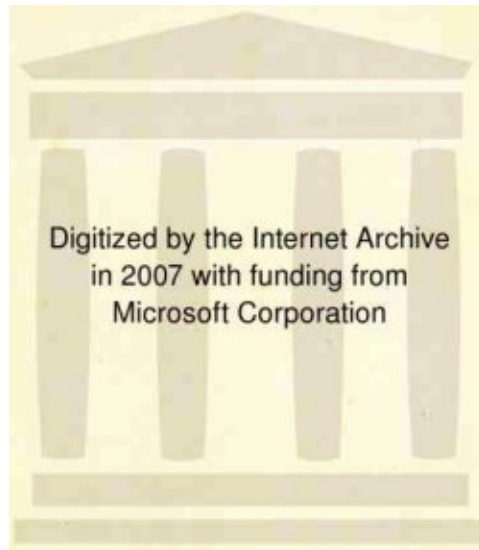 Digitized by the Internet Archive
in 2007 with funding from
Microsoft Corporation